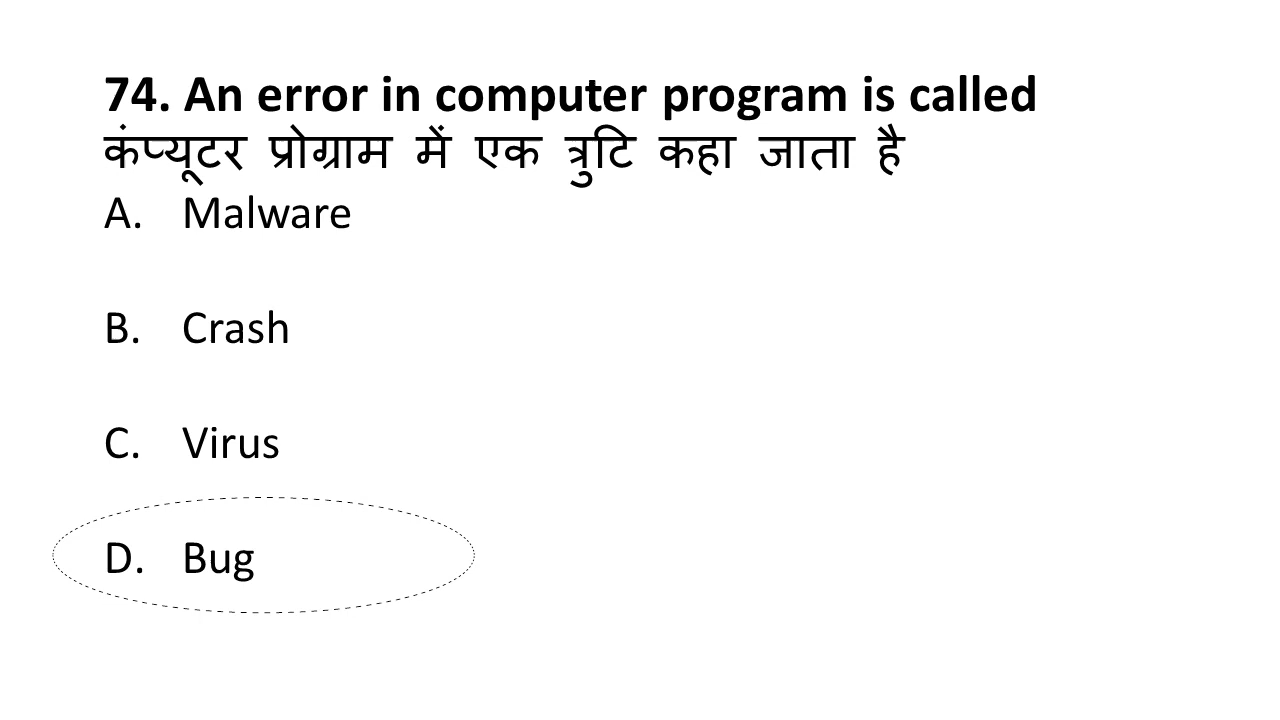 74. An error in computer program is called
कंप्यूटर प्रोग्राम में एक त्रुटि कहा जाता है
A. Malware
B. Crash
C. Virus
D. Bug